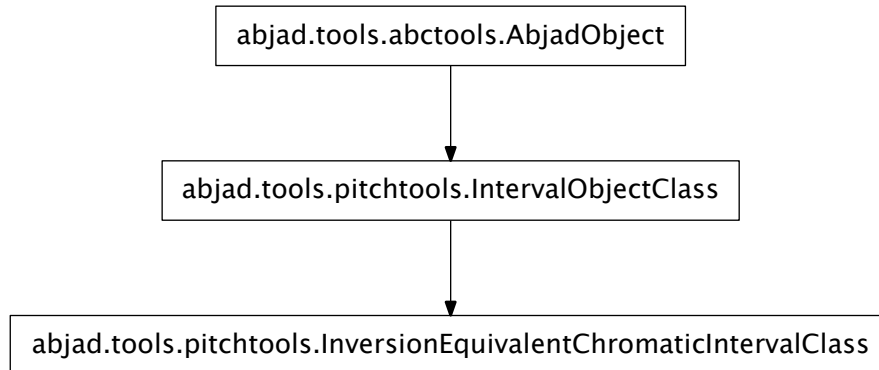 abjad.tools.abctools.AbjadObject
abjad.tools.pitchtools.IntervalObjectClass
abjad.tools.pitchtools.InversionEquivalentChromaticIntervalClass